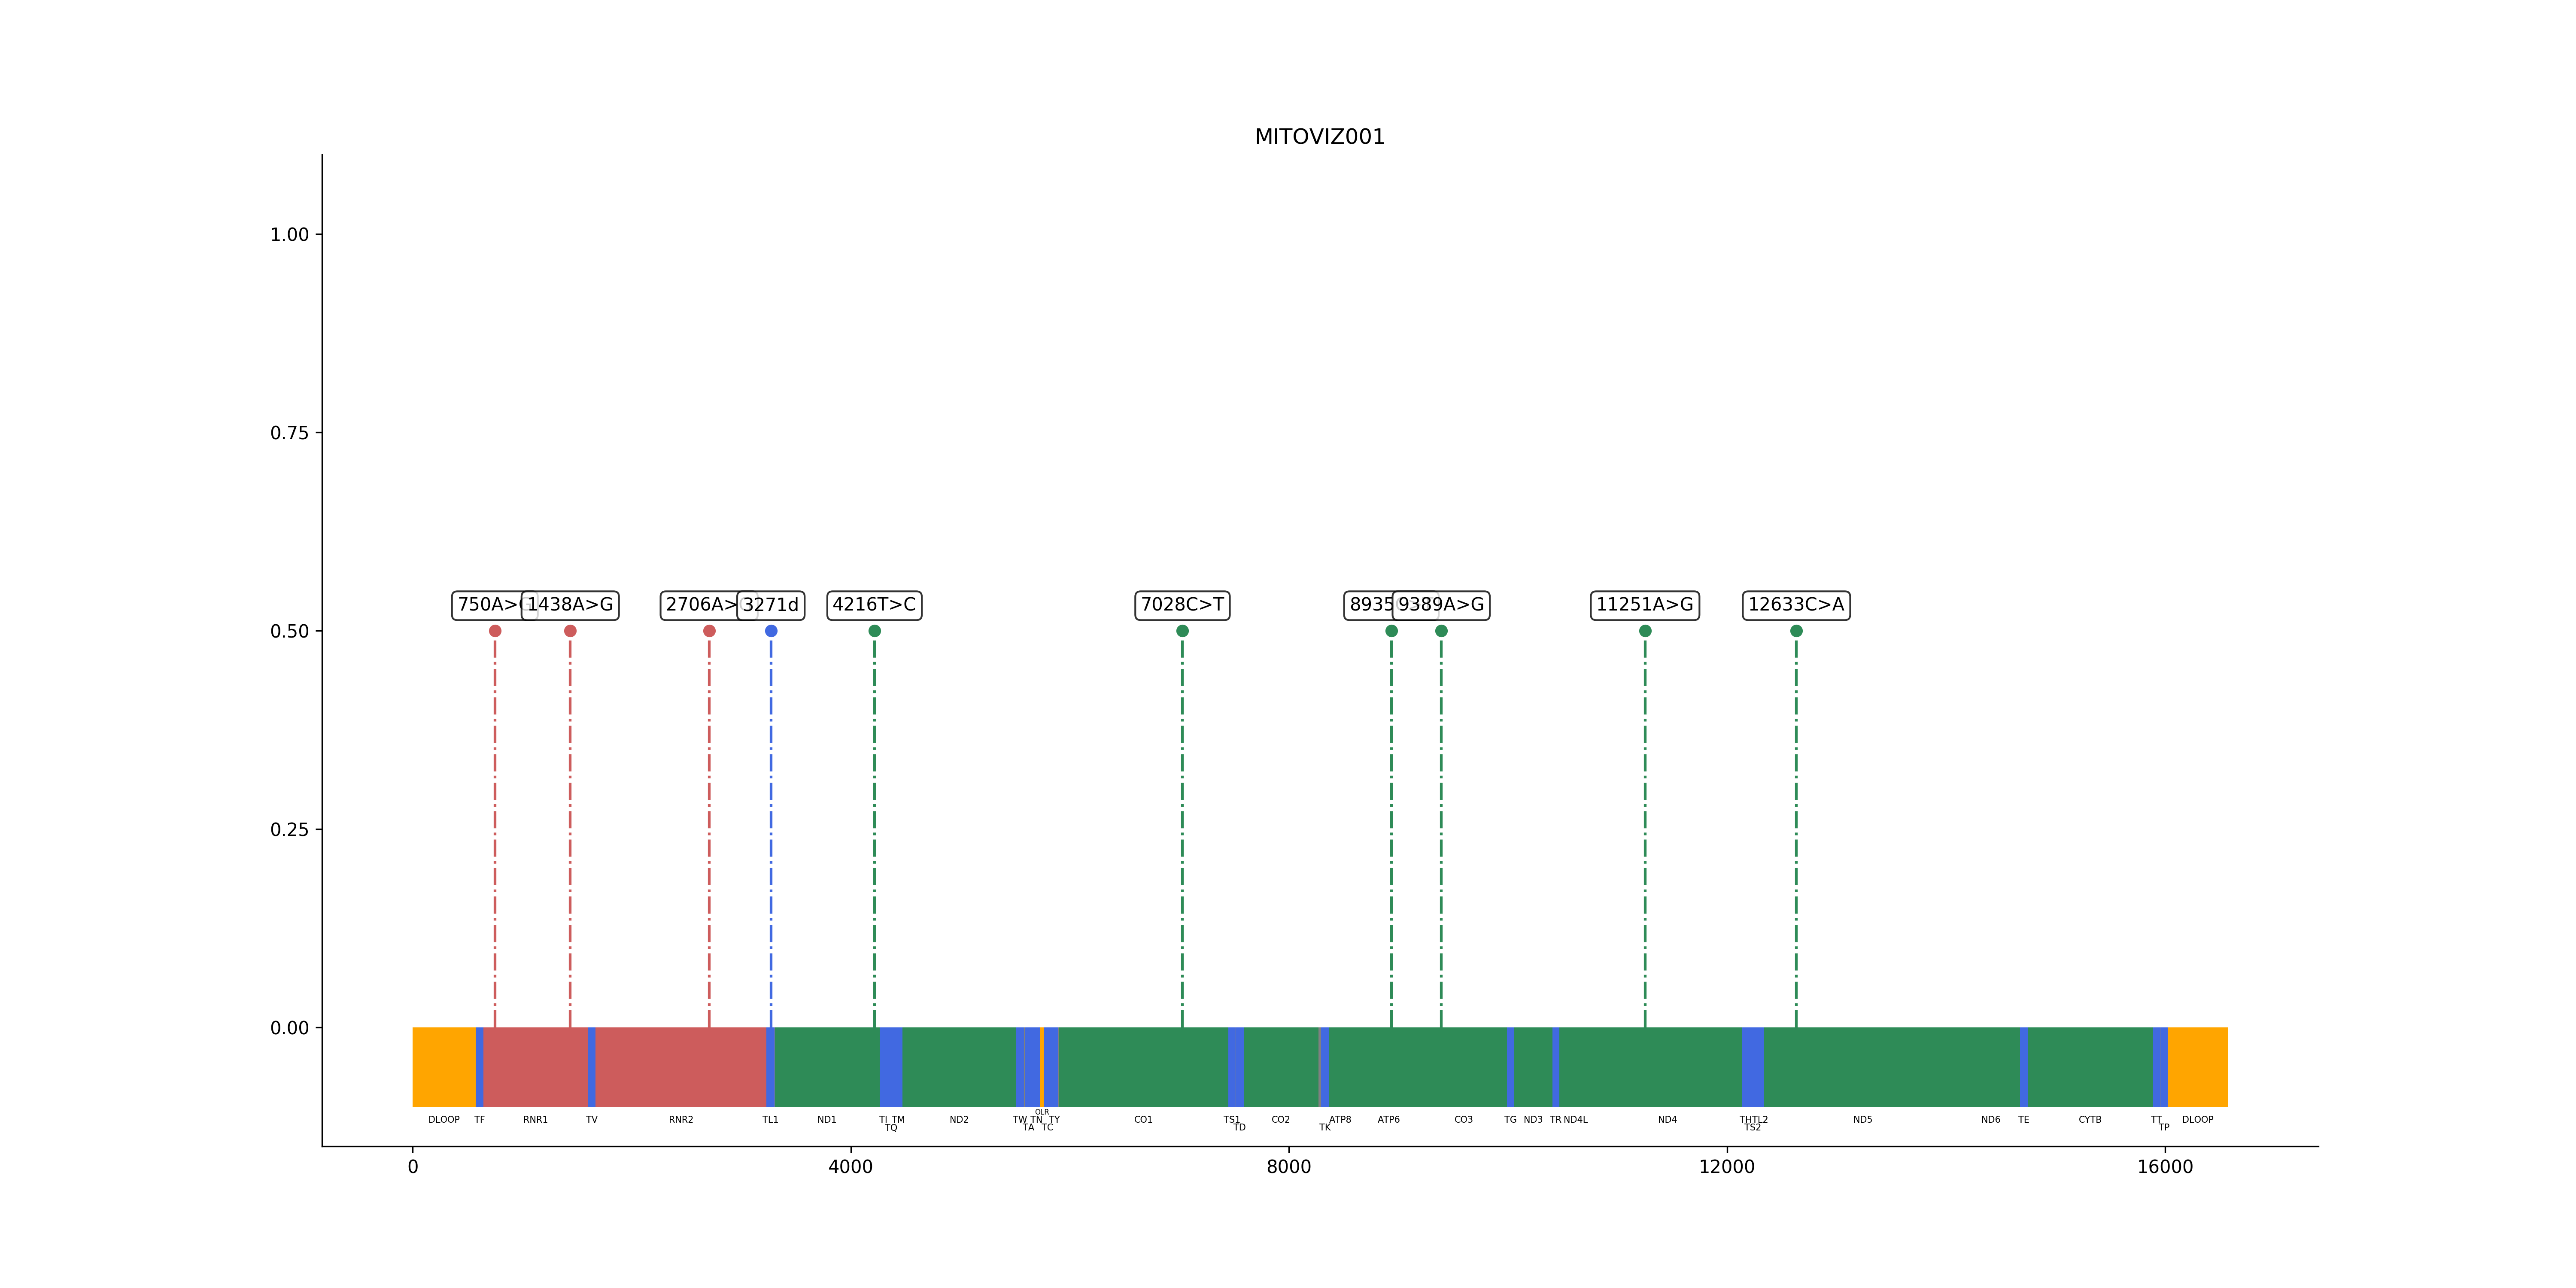 MITOVIZ001
1.00
0.75
0.50
0.25
0.00
750A>G 1438A>G 2706A> 3271d 4216T>C 7028C>T 8935 9389A>G 11251A>G 12633C>A
OLR
DLOOP TF RNR1 TV RNR2 TL1 ND1 TI TM ND2 TW TN TY CO1 TS1 CO2 ATP8 ATP6 CO3 TG ND3 TR ND4L ND4 TH TL2 ND5 ND6 TE CYTB TT DLOOP
TQ TA TC TD TK TS2 TP
0 4000 8000 12000 16000